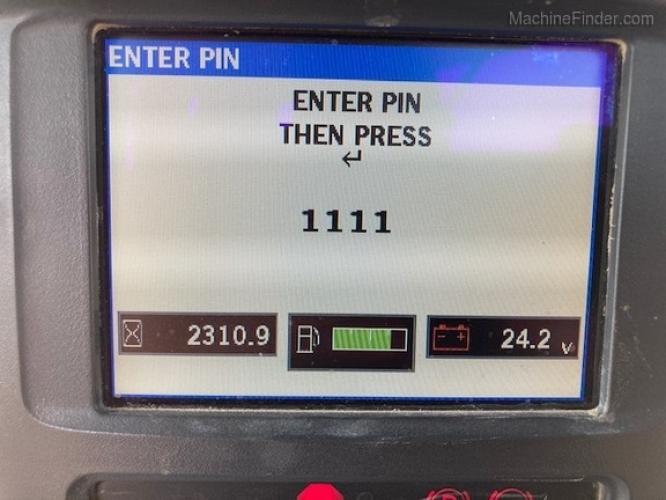 MachineFinder.com
ENTER PIN
ENTER PIN
THEN PRESS
↵
1111
2310.9
24.2 V